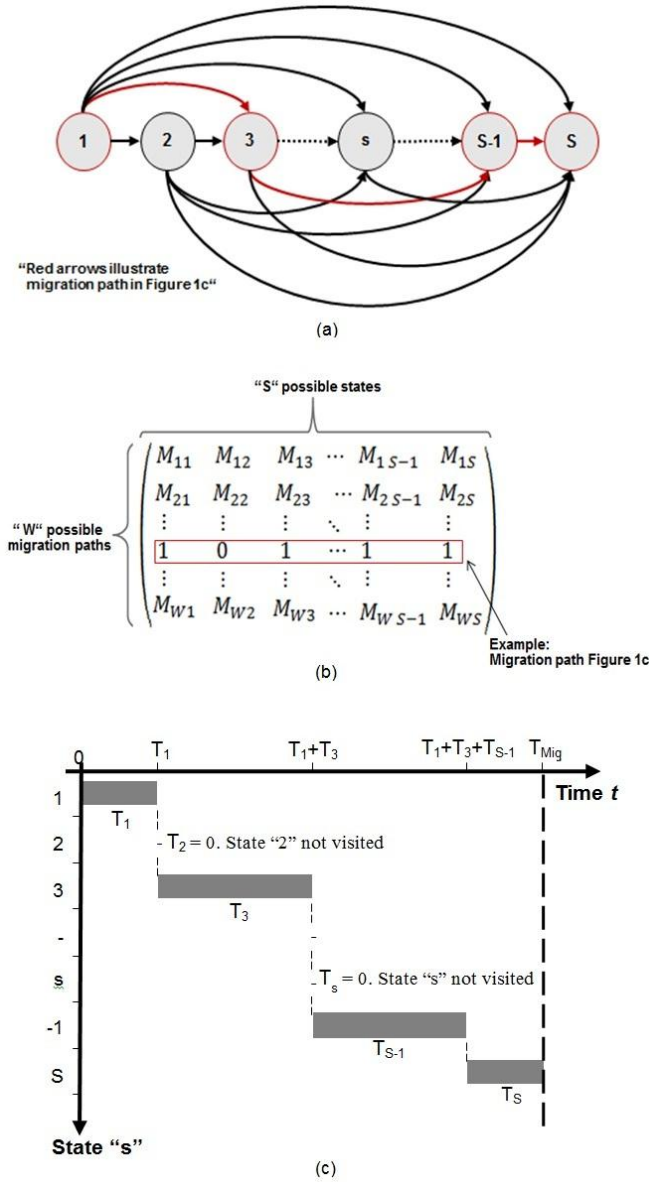 1 2 3 s S-1 S
“Red arrows illustrate
migration path in Figure 1c“
(a)
“S“ possible states
“W“ possible
migration paths
M11 M12 M13 ⋯ M1 S−1 M1S
M21 M22 M23 ⋯ M2 S−1 M2S
⋮ ⋮ ⋮ ⋱ ⋮ ⋮
1 0 1 ⋯ 1 1
⋮ ⋮ ⋮ ⋱ ⋮ ⋮
MW1 MW2 MW3 ⋯ MW S−1 MWS
Example:
Migration path Figure 1c
(b)
0 T1 T1+T3 T1+T3+TS-1 TMig
Time t
1
T1
2
T2 = 0. State “2” not visited
3
T3
-
s
Ts = 0. State “s” not visited
-1
TS-1
S
TS
State “s”
(c)